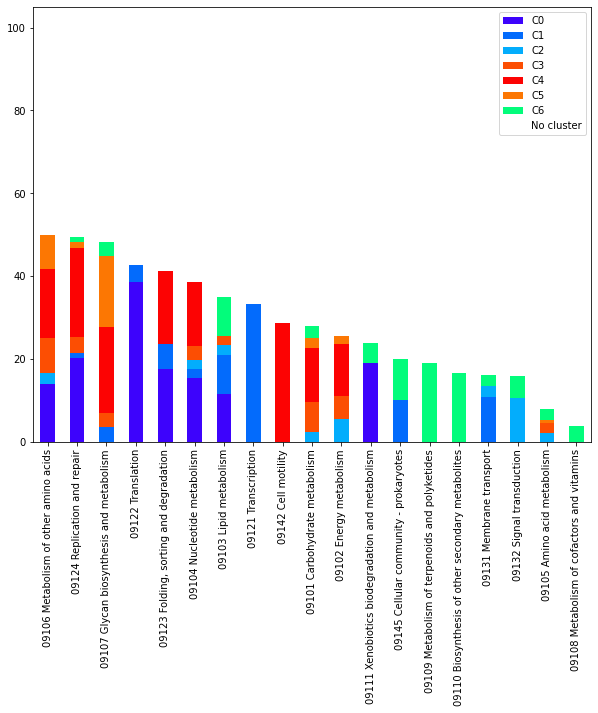 100
80
60
40
20
0
C0
C1
C2
C3
C4
C5
C6
No cluster
09106 Metabolism of other amino acids
09124 Replication and repair
09107 Glycan biosynthesis and metabolism
09122 Translation
09123 Folding, sorting and degradation
09104 Nucleotide metabolism
09103 Lipid metabolism
09121 Transcription
09142 Cell motility
09101 Carbohydrate metabolism
09102 Energy metabolism
09111 Xenobiotics biodegradation and metabolism
09145 Cellular community - prokaryotes
09109 Metabolism of terpenoids and polyketides
09110 Biosynthesis of other secondary metabolites
09131 Membrane transport
09132 Signal transduction
09105 Amino acid metabolism
09108 Metabolism of cofactors and vitamins